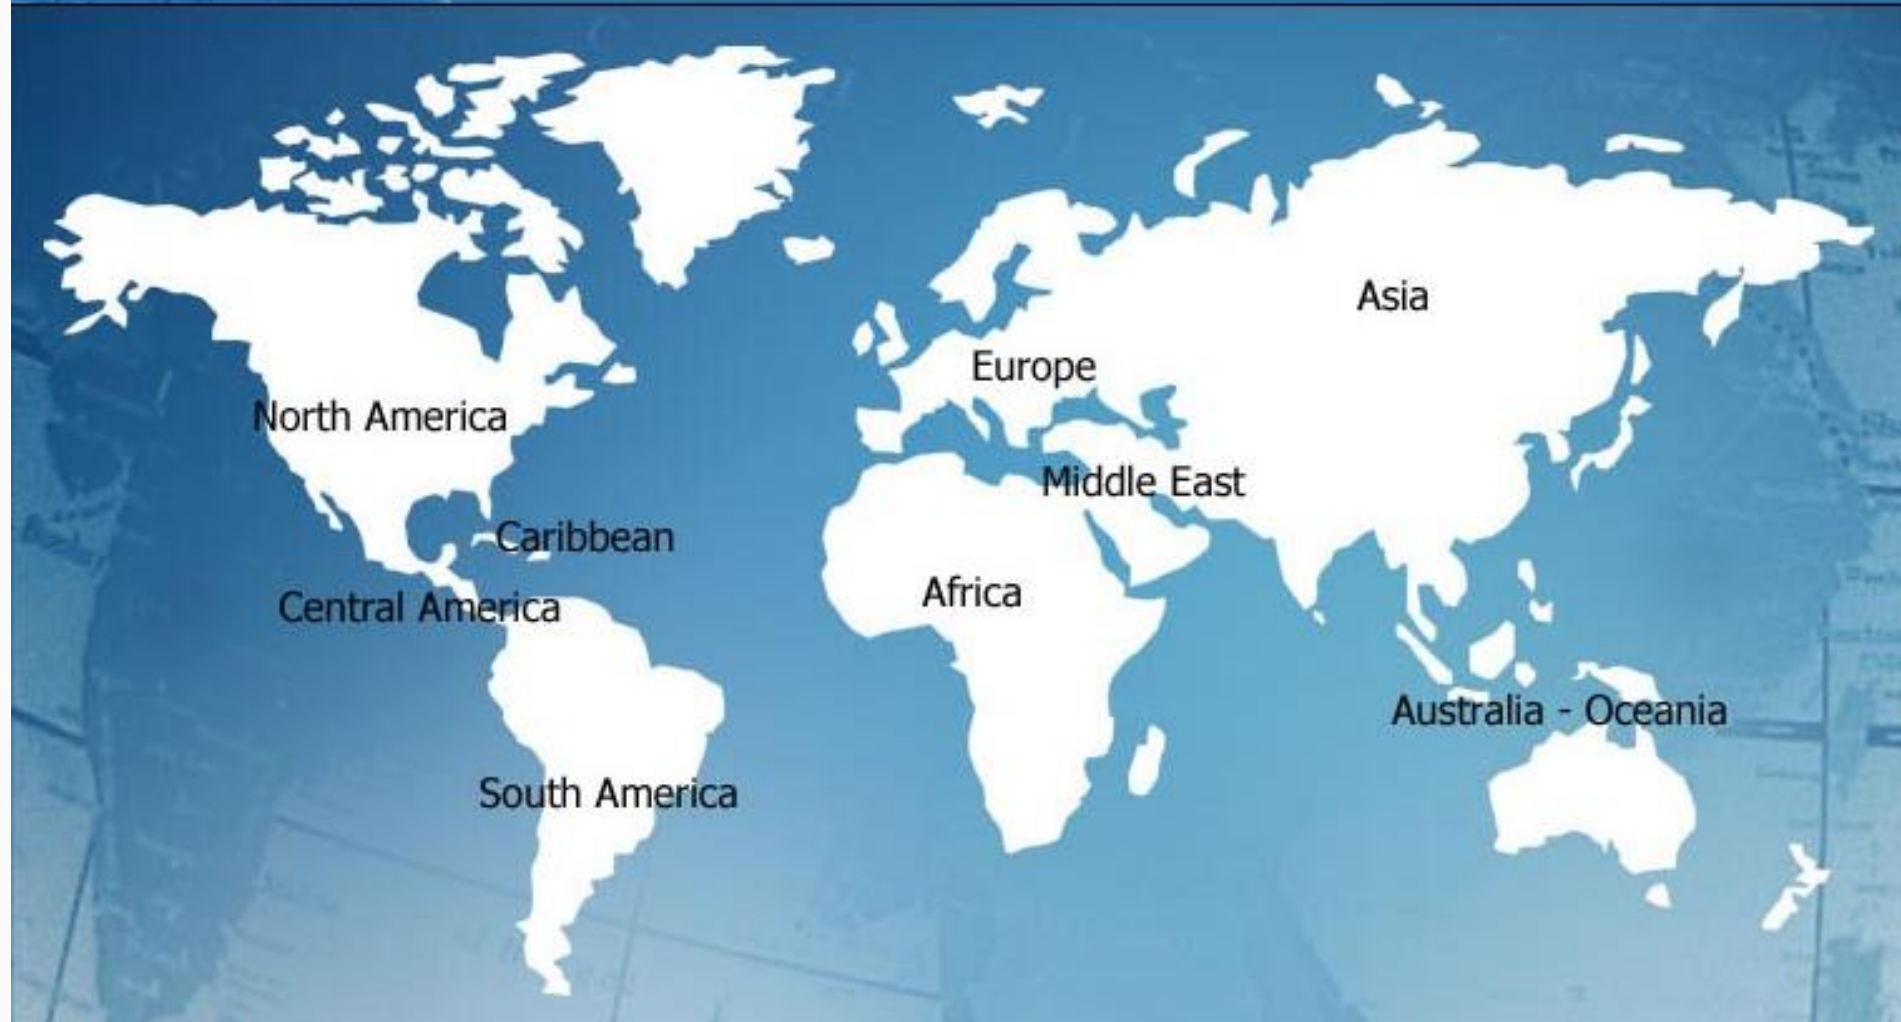 Asia
Europe
North America
Middle East
Caribbean
Africa
Central America
Australia - Oceania
South America